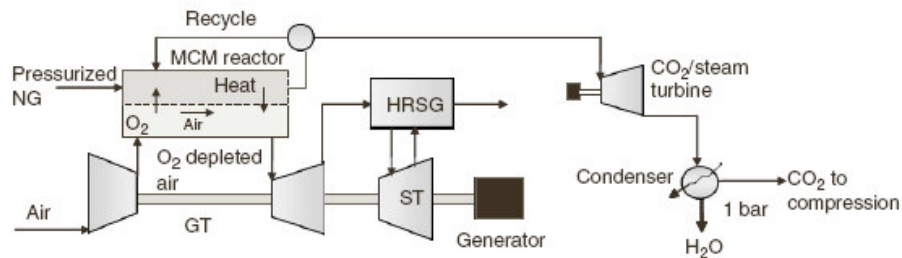 Recycle
MCM reactor
Pressurized
NG
Heat
O₂
Air
HRSG
CO₂/steam
turbine
O₂ depleted
air
Air
GT
ST
Generator
Condenser
CO₂ to
compression
1 bar
H₂O